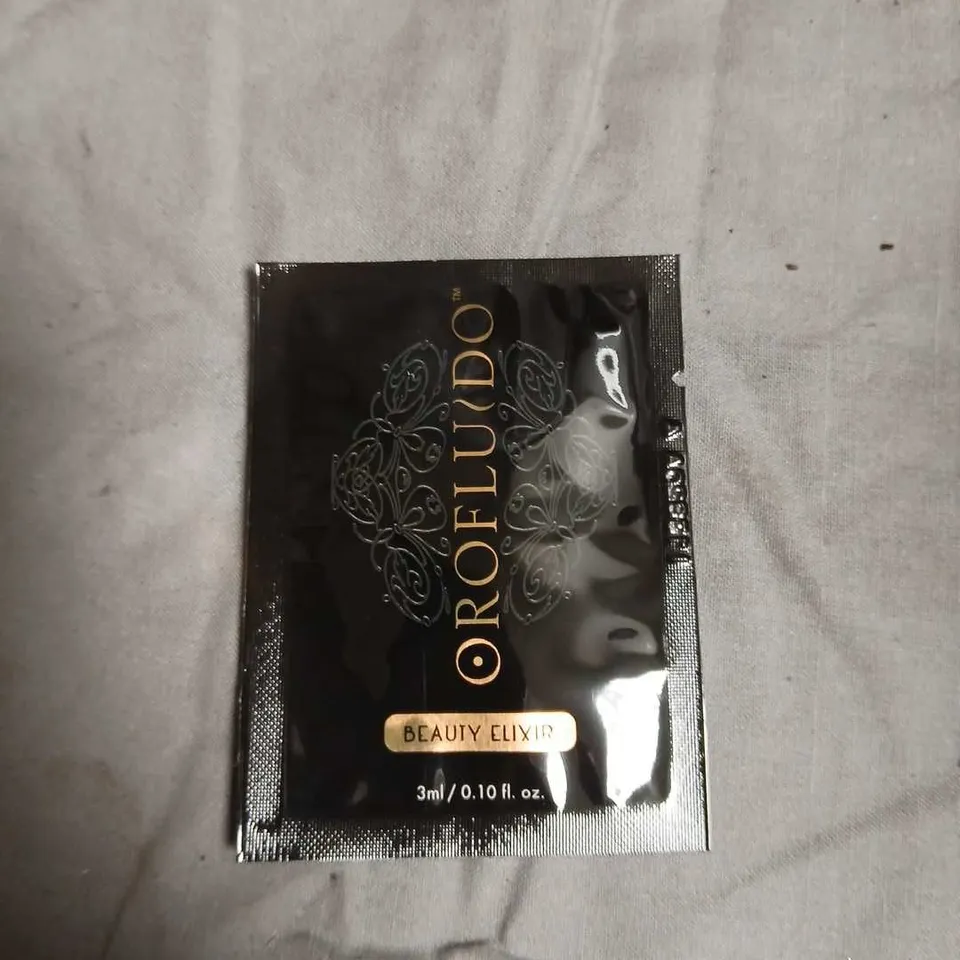 OROFLUIDO™
BEAUTY ELIXIR
3ml / 0.10 fl. oz.